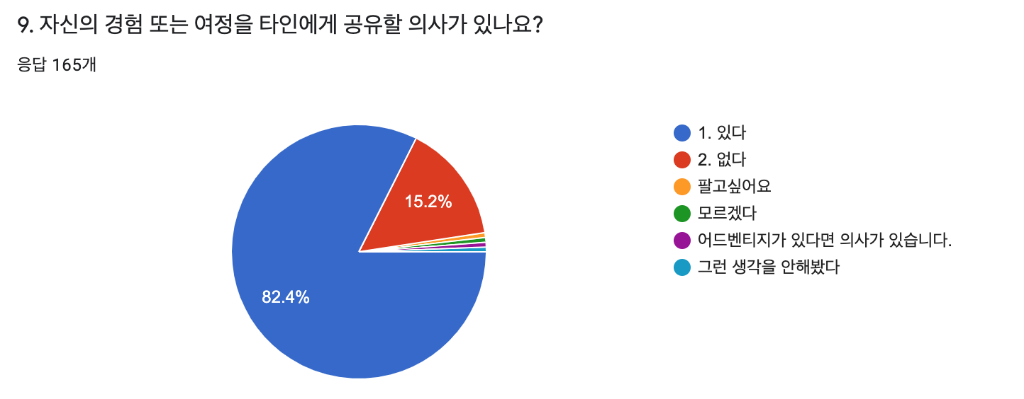 9. 자신의 경험 또는 여정을 타인에게 공유할 의사가 있나요?
응답 165개
1. 있다
2. 없다
팔고싶어요
모르겠다
어드벤티지가 있다면 의사가 있습니다.
그런 생각을 안해봤다
15.2%
82.4%